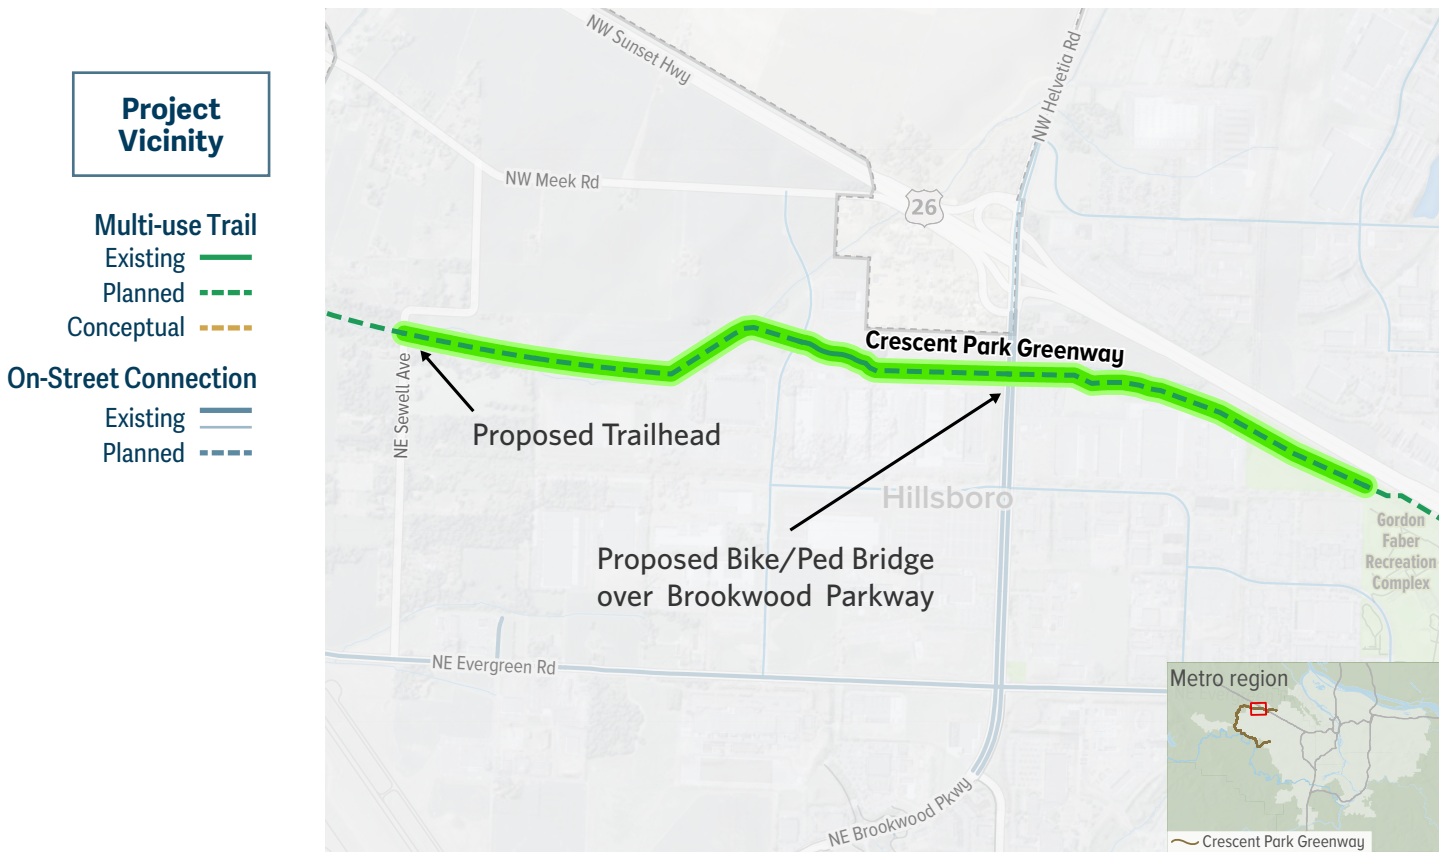 Project
Vicinity
Multi-use Trail
Existing
Planned
Conceptual
On-Street Connection
Existing
Planned
NW Sunset Hwy
NW Helvetia Rd
NW Meek Rd
26
Crescent Park Greenway
NE Sewell Ave
Proposed Trailhead
Hillsboro
Proposed Bike/Ped Bridge
over Brookwood Parkway
Gordon
Faber
Recreation
Complex
NE Evergreen Rd
NE Brookwood Pkwy
Metro region
Crescent Park Greenway